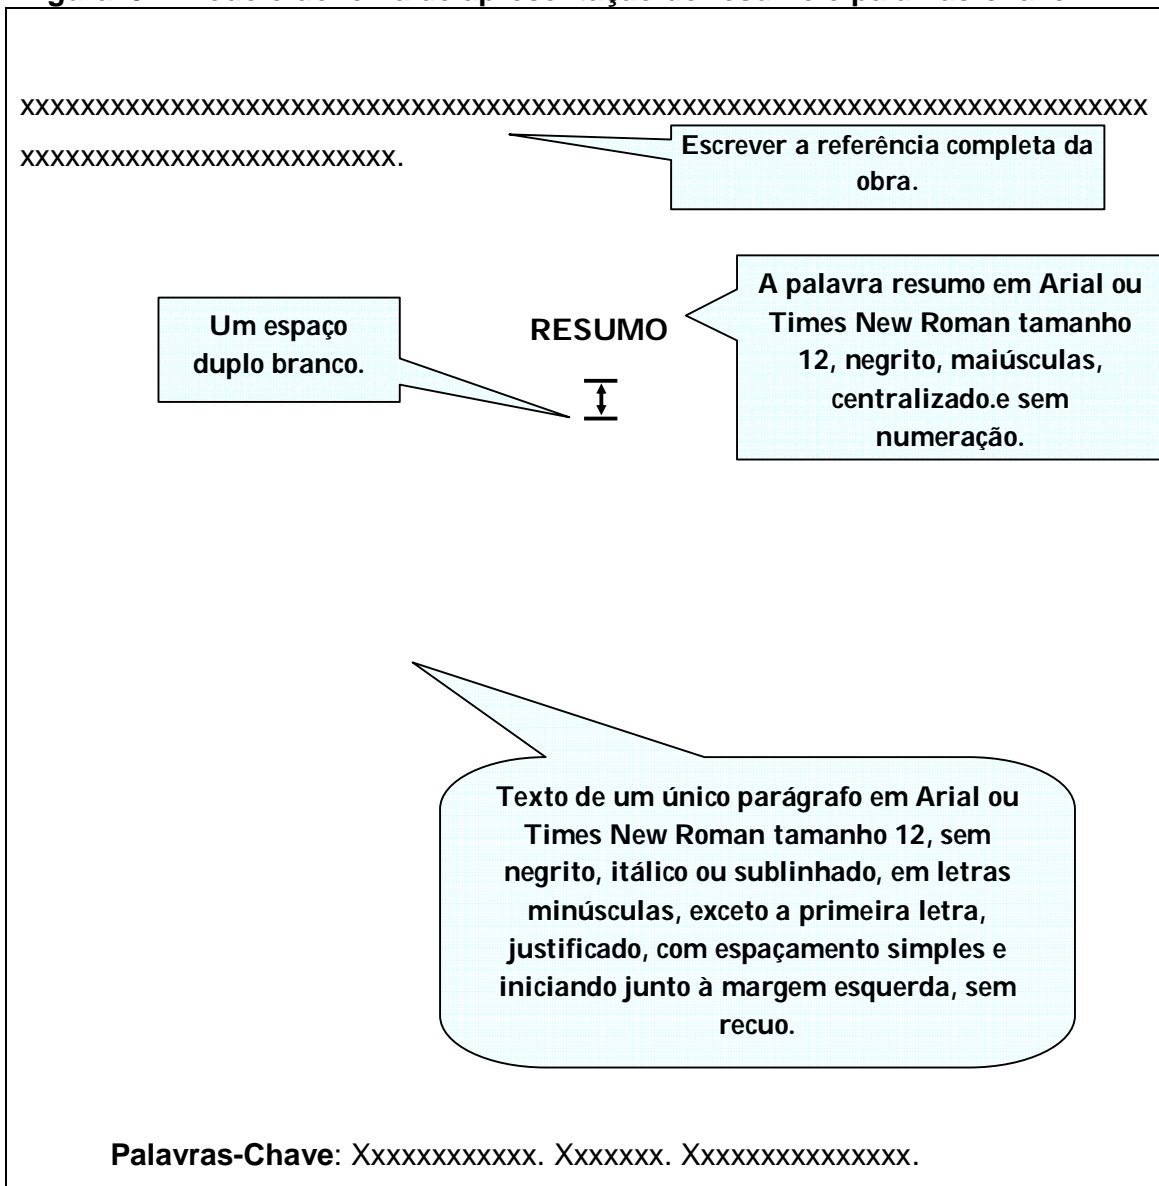 xxxxxxxxxxxxxxxxxxxxxxxxxxxxxxxxxxxxxxxxxxxxxxxxxxxxxxxxxxxxxxxxxxxxxxxxxxx
xxxxxxxxxxxxxxxxxxxxxxxxx.
Escrever a referência completa da
obra.
A palavra resumo em Arial ou
Times New Roman tamanho
12, negrito, maiúsculas,
centralizado.e sem
numeração.
Um espaço
duplo branco.
RESUMO
Texto de um único parágrafo em Arial ou
Times New Roman tamanho 12, sem
negrito, itálico ou sublinhado, em letras
minúsculas, exceto a primeira letra,
justificado, com espaçamento simples e
iniciando junto à margem esquerda, sem
recuo.
Palavras-Chave: Xxxxxxxxxxxx. Xxxxxxx. Xxxxxxxxxxxxxxx.